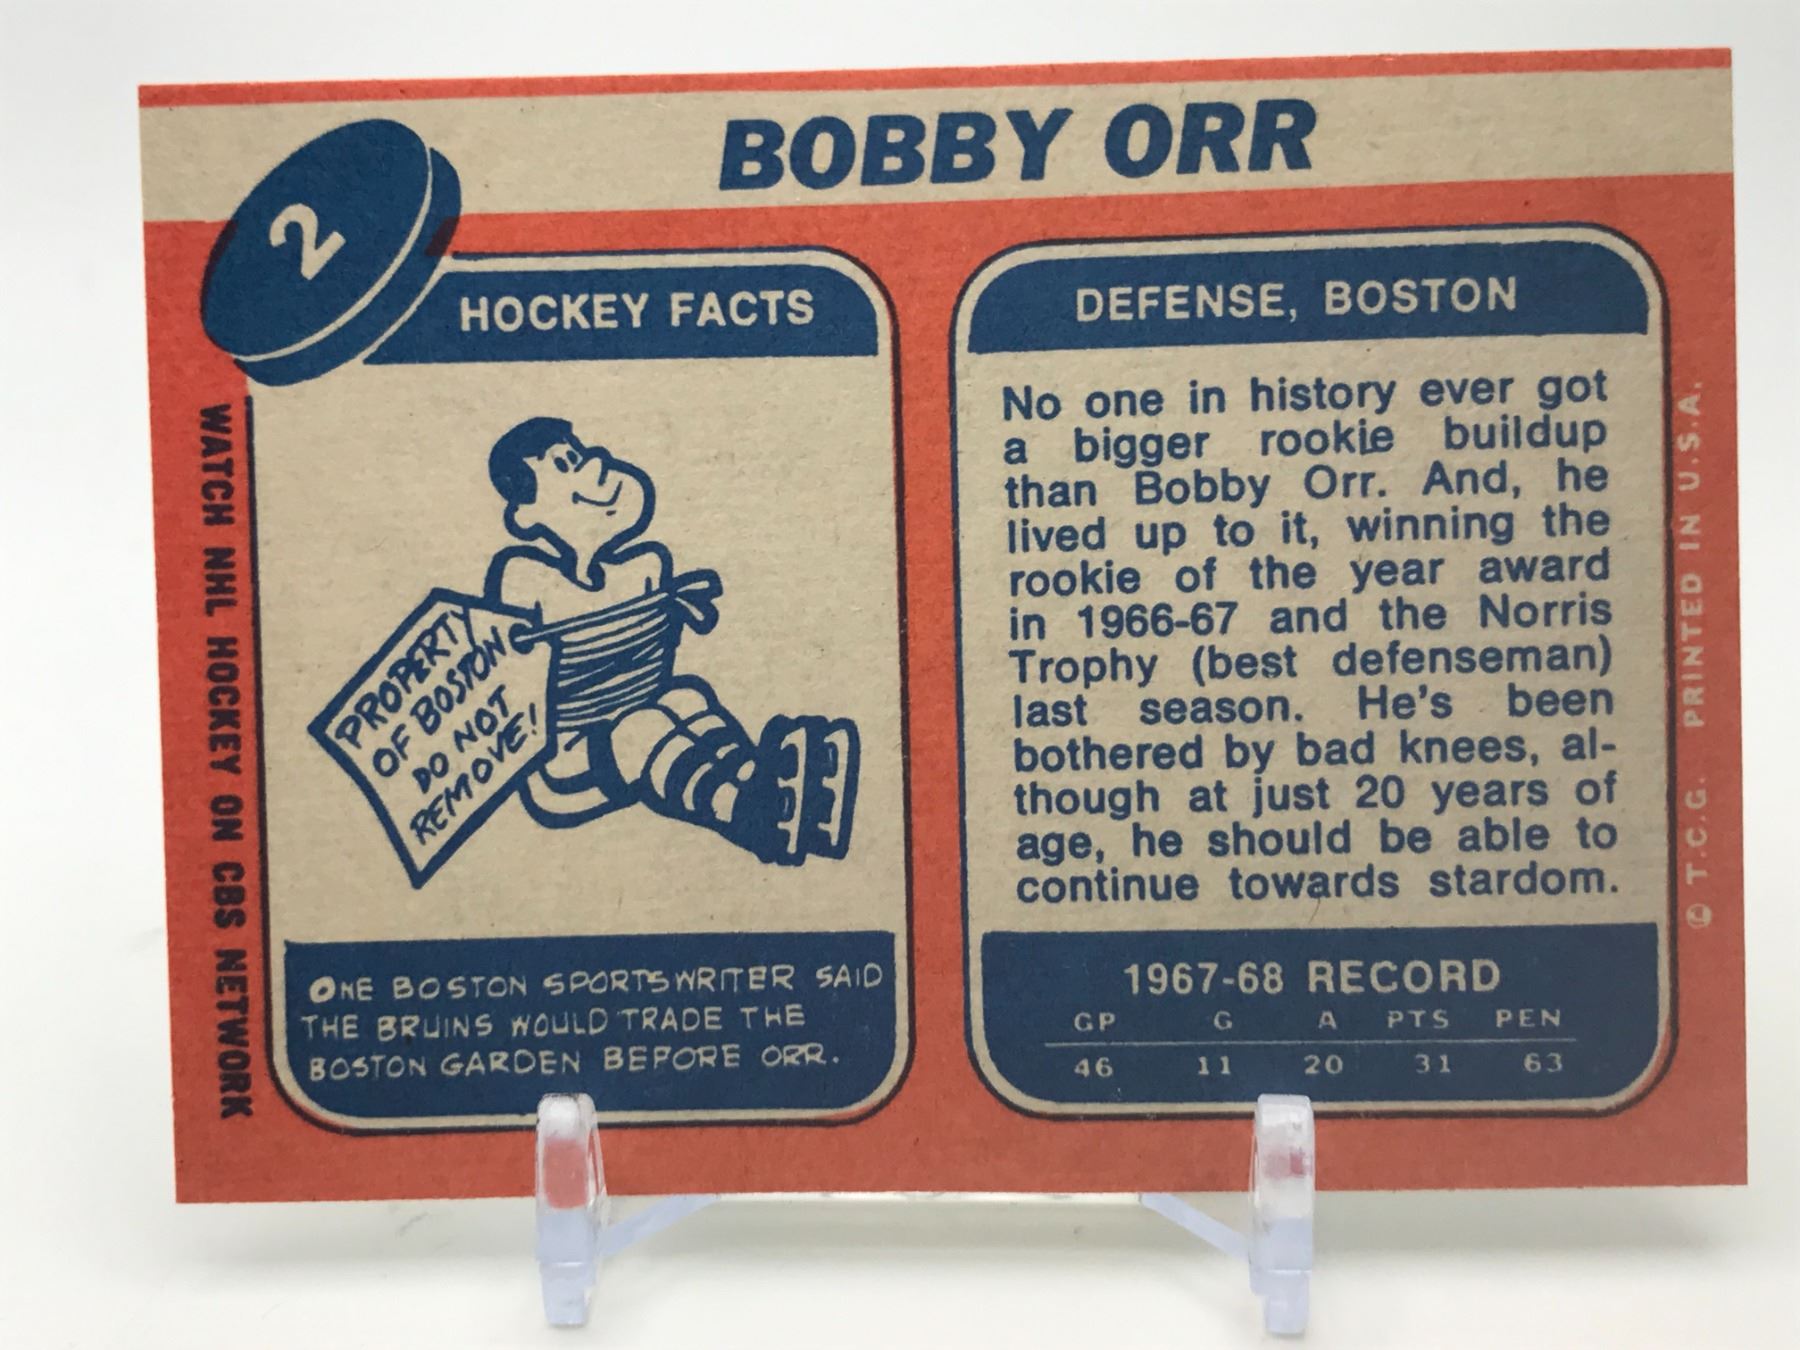 BOBBY ORR
2
HOCKEY FACTS
PROPERTY
OF BOSTON
DO NOT
REMOVE!
ONE BOSTON SPORTSWRITER SAID
THE BRUINS WOULD TRADE THE
BOSTON GARDEN BEFORE ORR.
WATCH NHL HOCKEY ON CBS NETWORK
DEFENSE, BOSTON
No one in history ever got
a bigger rookie buildup
than Bobby Orr. And, he
lived up to it, winning the
rookie of the year award
in 1966-67 and the Norris
Trophy (best defenseman)
last season. He's been
bothered by bad knees, al-
though at just 20 years of
age, he should be able to
continue towards stardom.
1967-68 RECORD
GP G A PTS PEN
46 11 20 31 63
© T.C.G. PRINTED IN U.S.A.